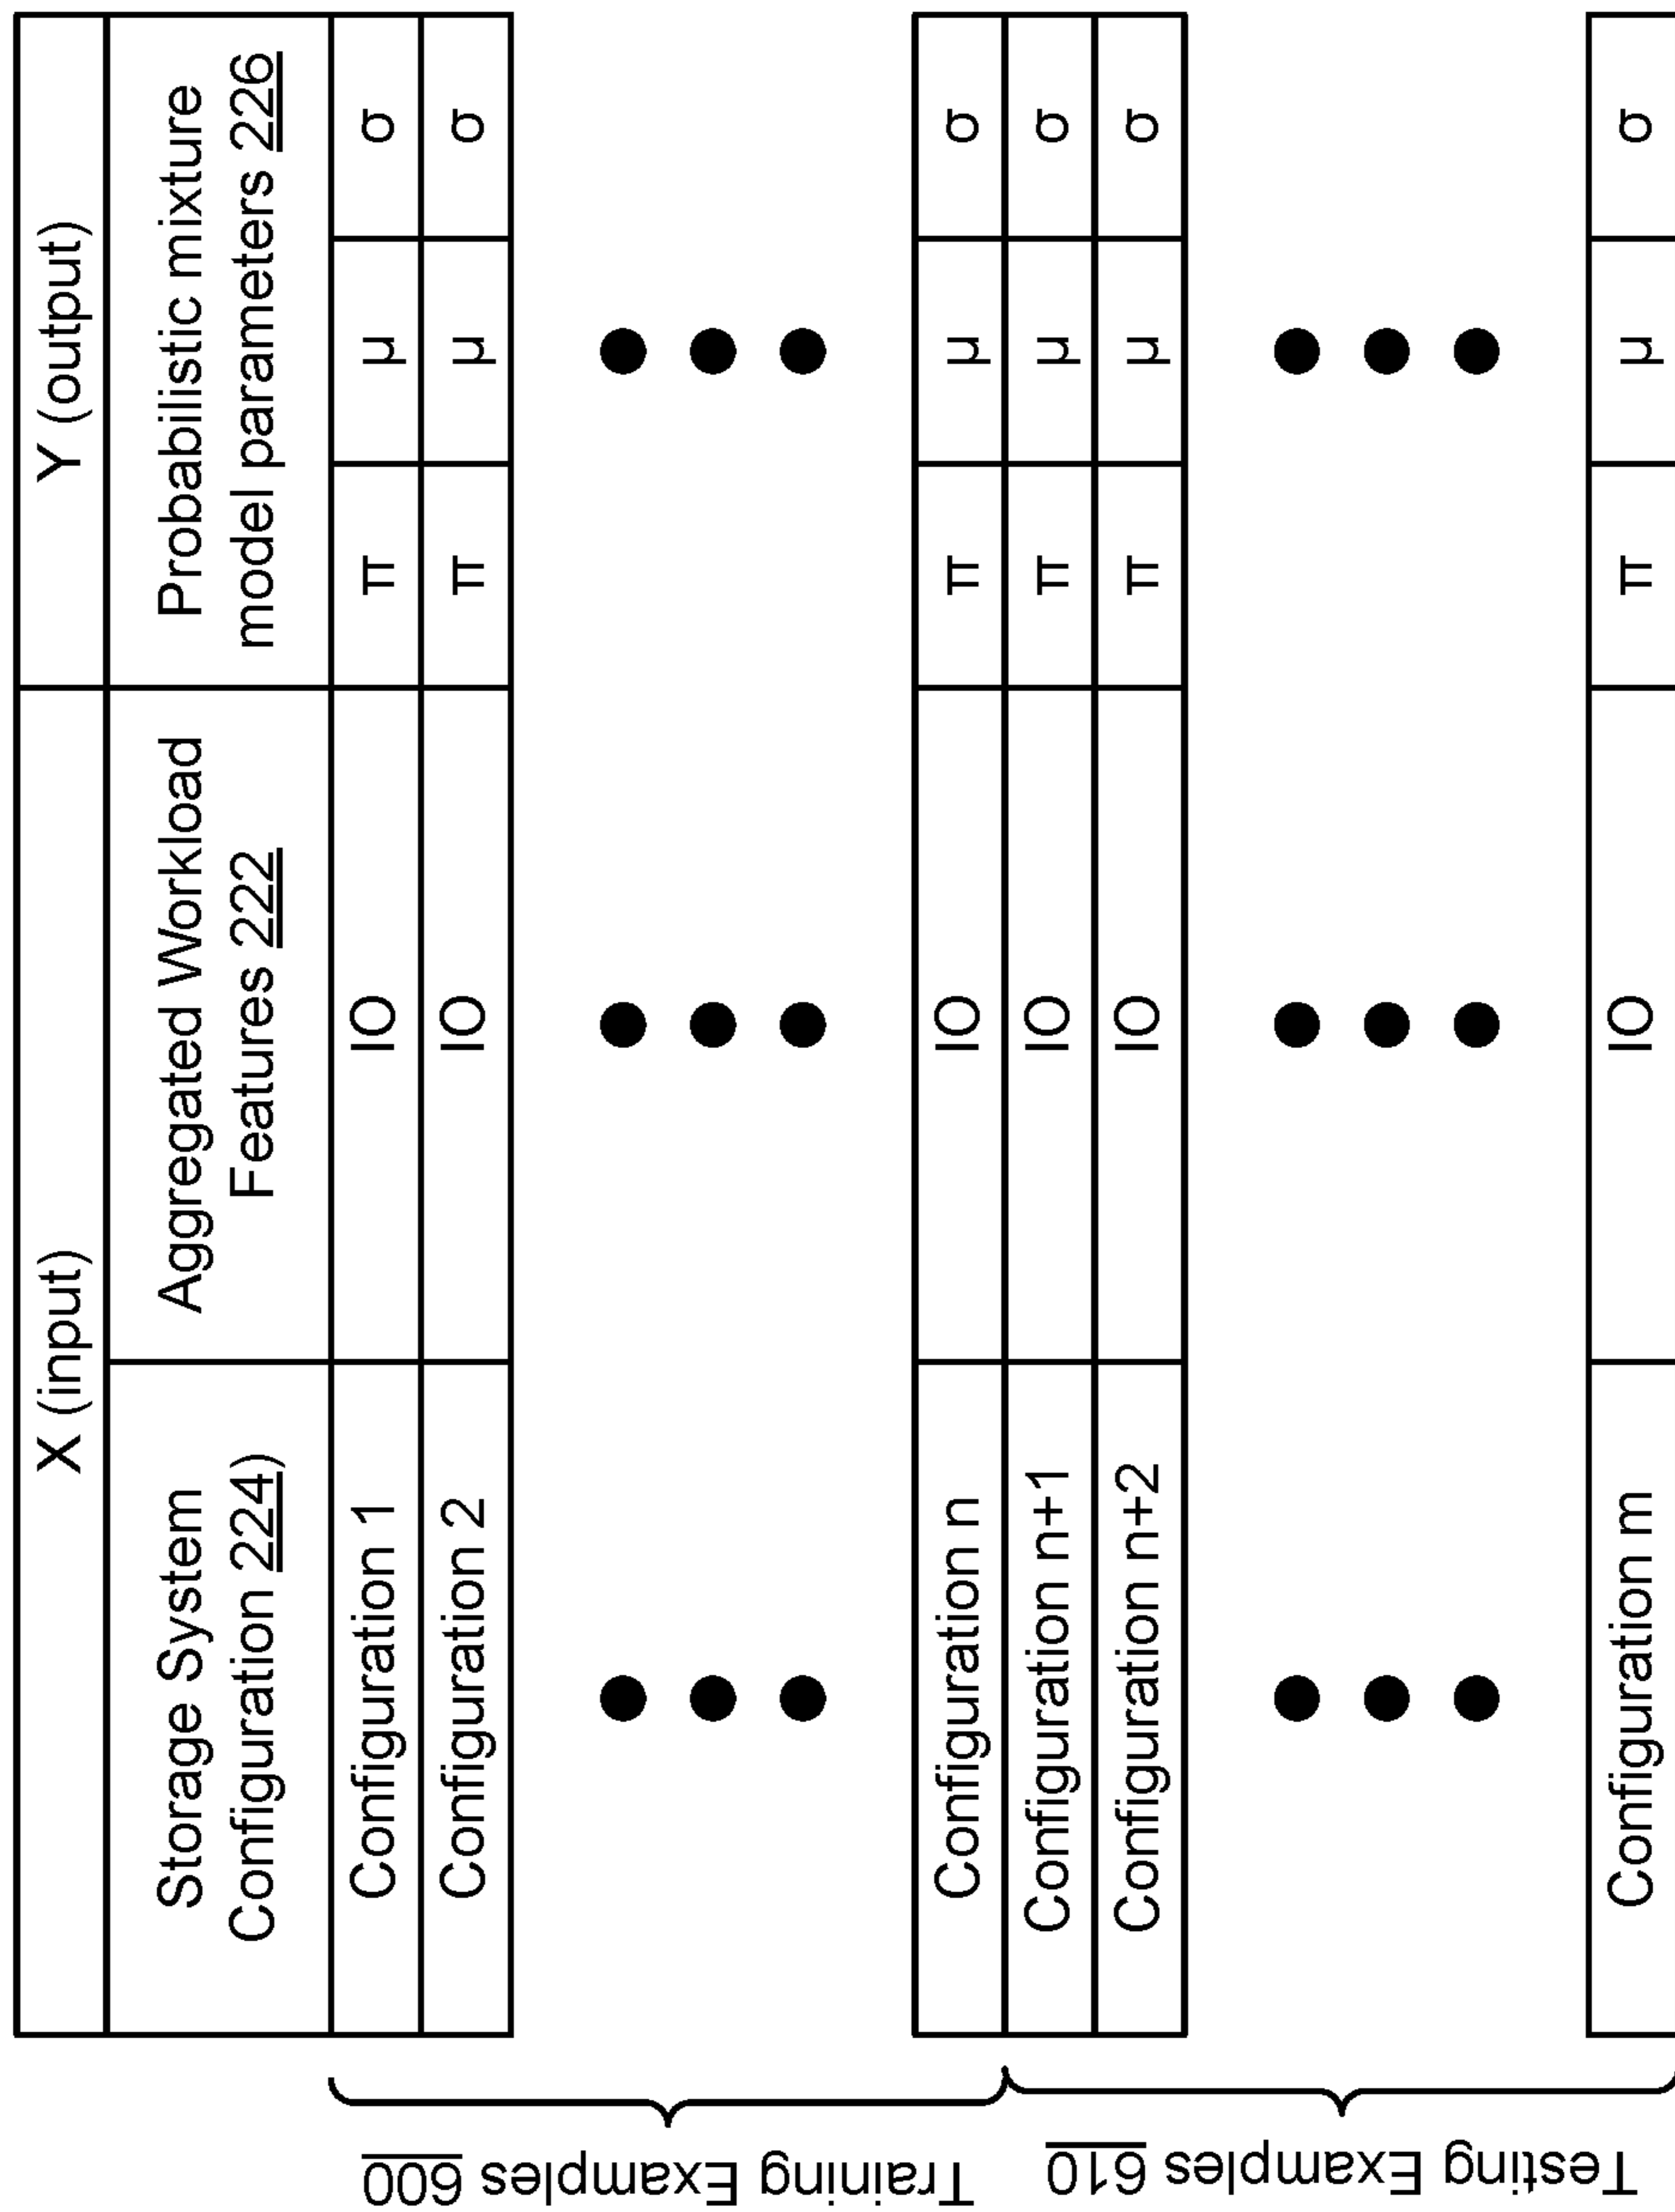 X (input)
Y (output)
Storage System
Configuration 224)
Aggregated Workload
Features 222
Probabilistic mixture
model parameters 226
Configuration 1
IO
π
μ
σ
Configuration 2
IO
π
μ
σ
Configuration n
IO
π
μ
σ
Configuration n+1
IO
π
μ
σ
Configuration n+2
IO
π
μ
σ
Configuration m
IO
π
μ
σ
Training Examples 600
Testing Examples 610